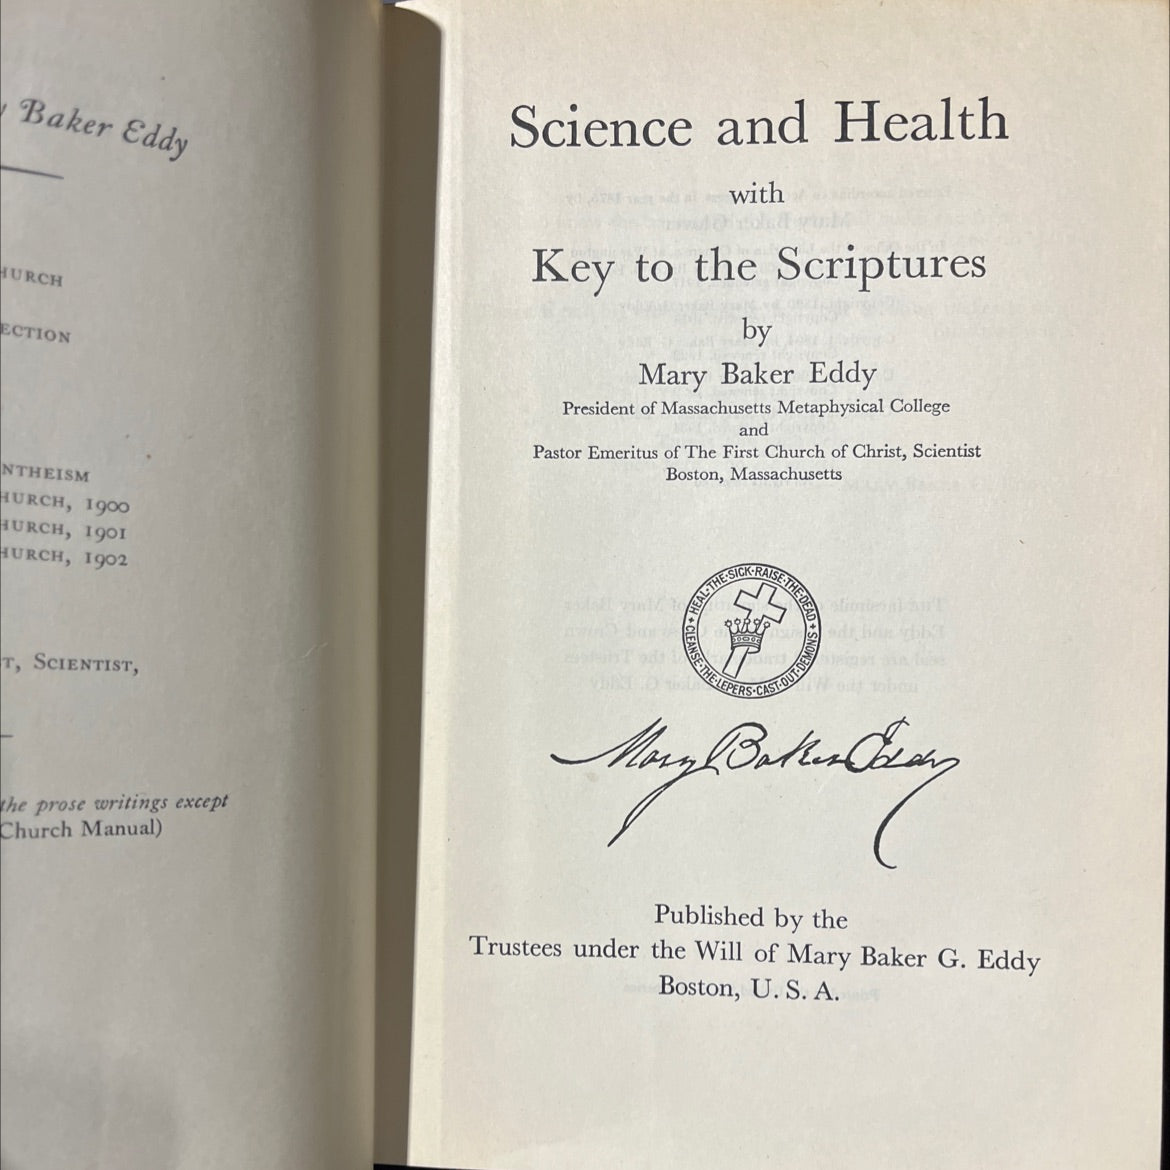 Baker Eddy
HURCH
ECTION
NTHEISM
HURCH, 1900
HURCH, 1901
HURCH, 1902
T, SCIENTIST,
the prose writings except
Church Manual)
Science and Health
with
Key to the Scriptures
by
Mary Baker Eddy
President of Massachusetts Metaphysical College
and
Pastor Emeritus of The First Church of Christ, Scientist
Boston, Massachusetts
HEAL·THE·SICK·RAISE·THE·DEAD + CLEANSE·THE·LEPERS·CAST·OUT·DEMONS +
Mary Baker Eddy
Published by the
Trustees under the Will of Mary Baker G. Eddy
Boston, U. S. A.